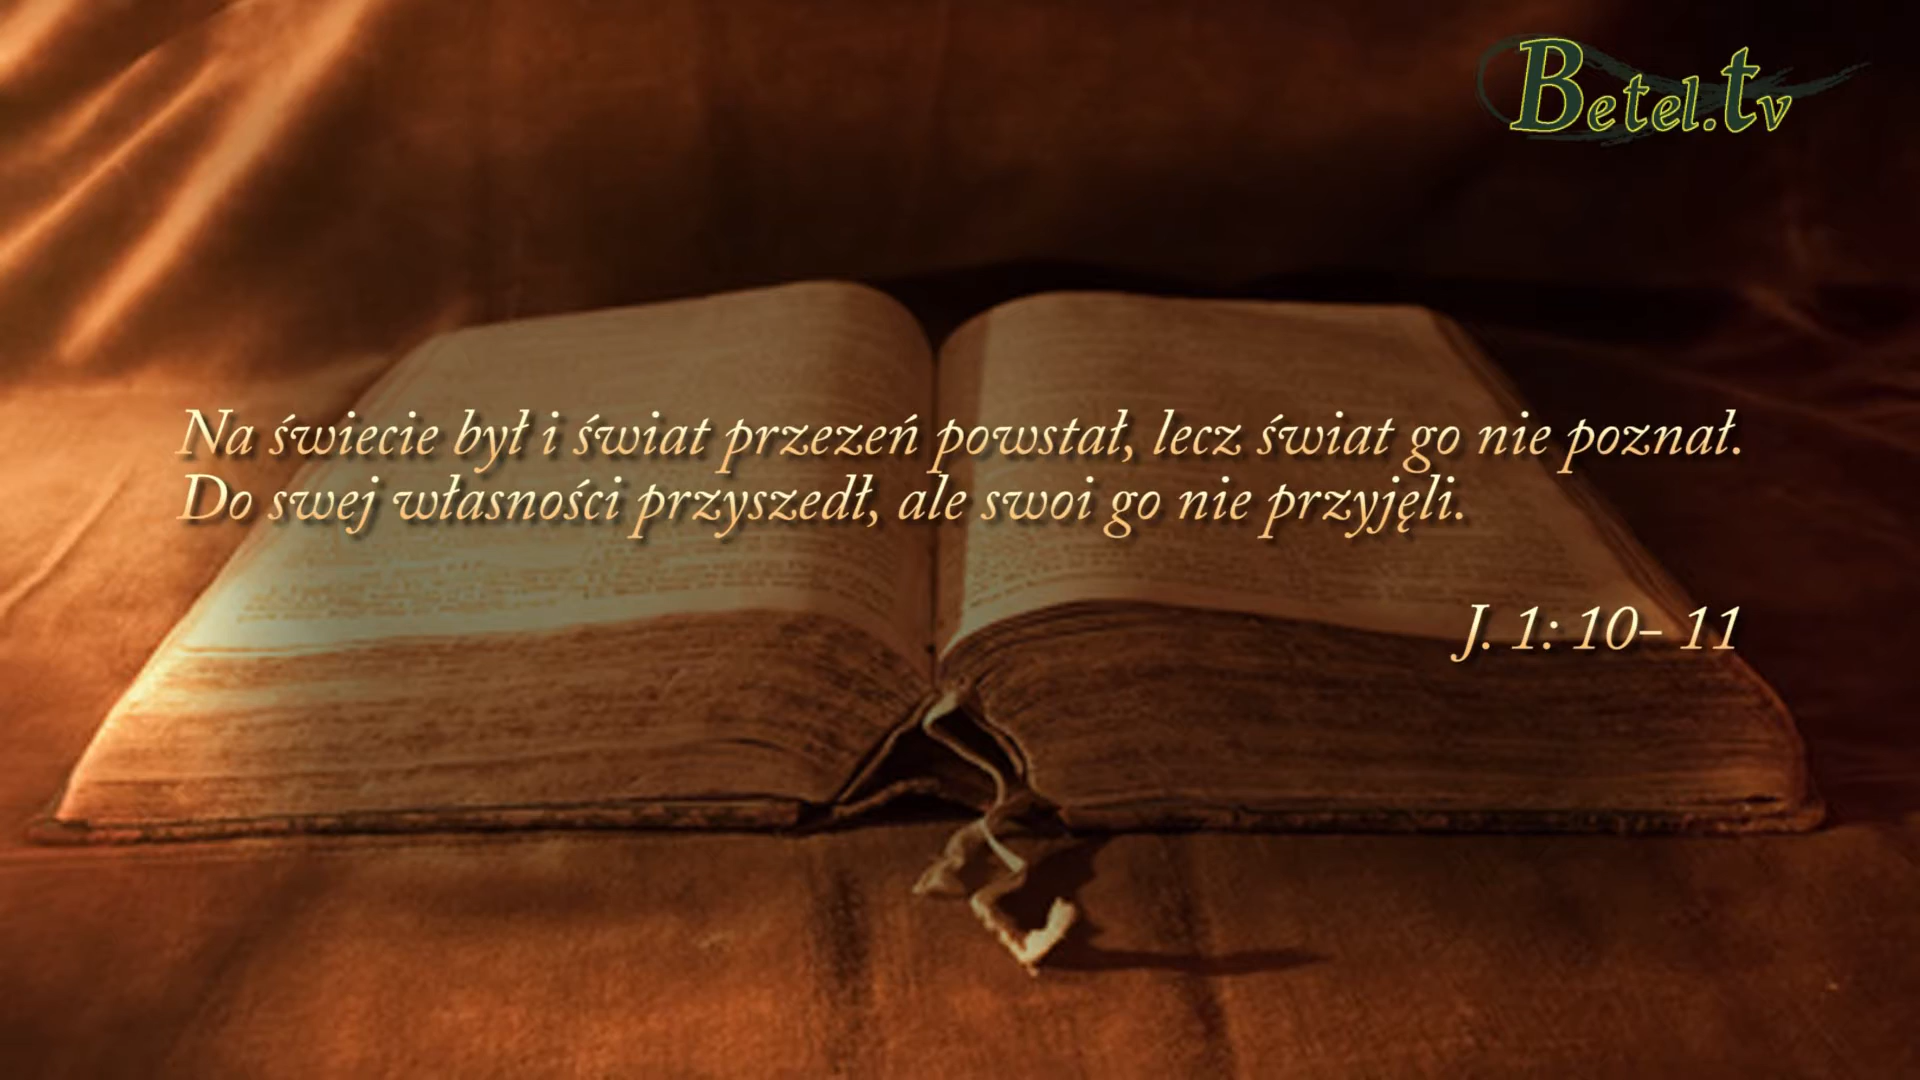 Betel.tv
Na świecie był i świat przezeń powstał, lecz świat go nie poznał.
Do swej własności przyszedł, ale swoi go nie przyjęli.
J. 1: 10- 11